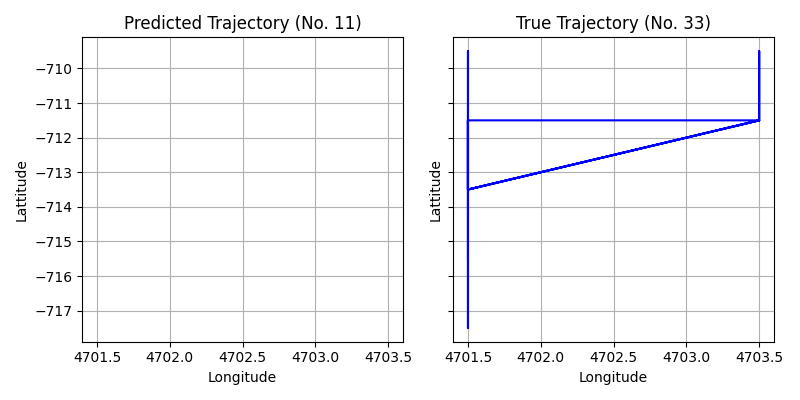 Predicted Trajectory (No. 11)
True Trajectory (No. 33)
−710
−711
−712
−713
−714
−715
−716
−717
Lattitude
Lattitude
4701.5 4702.0 4702.5 4703.0 4703.5
4701.5 4702.0 4702.5 4703.0 4703.5
Longitude
Longitude